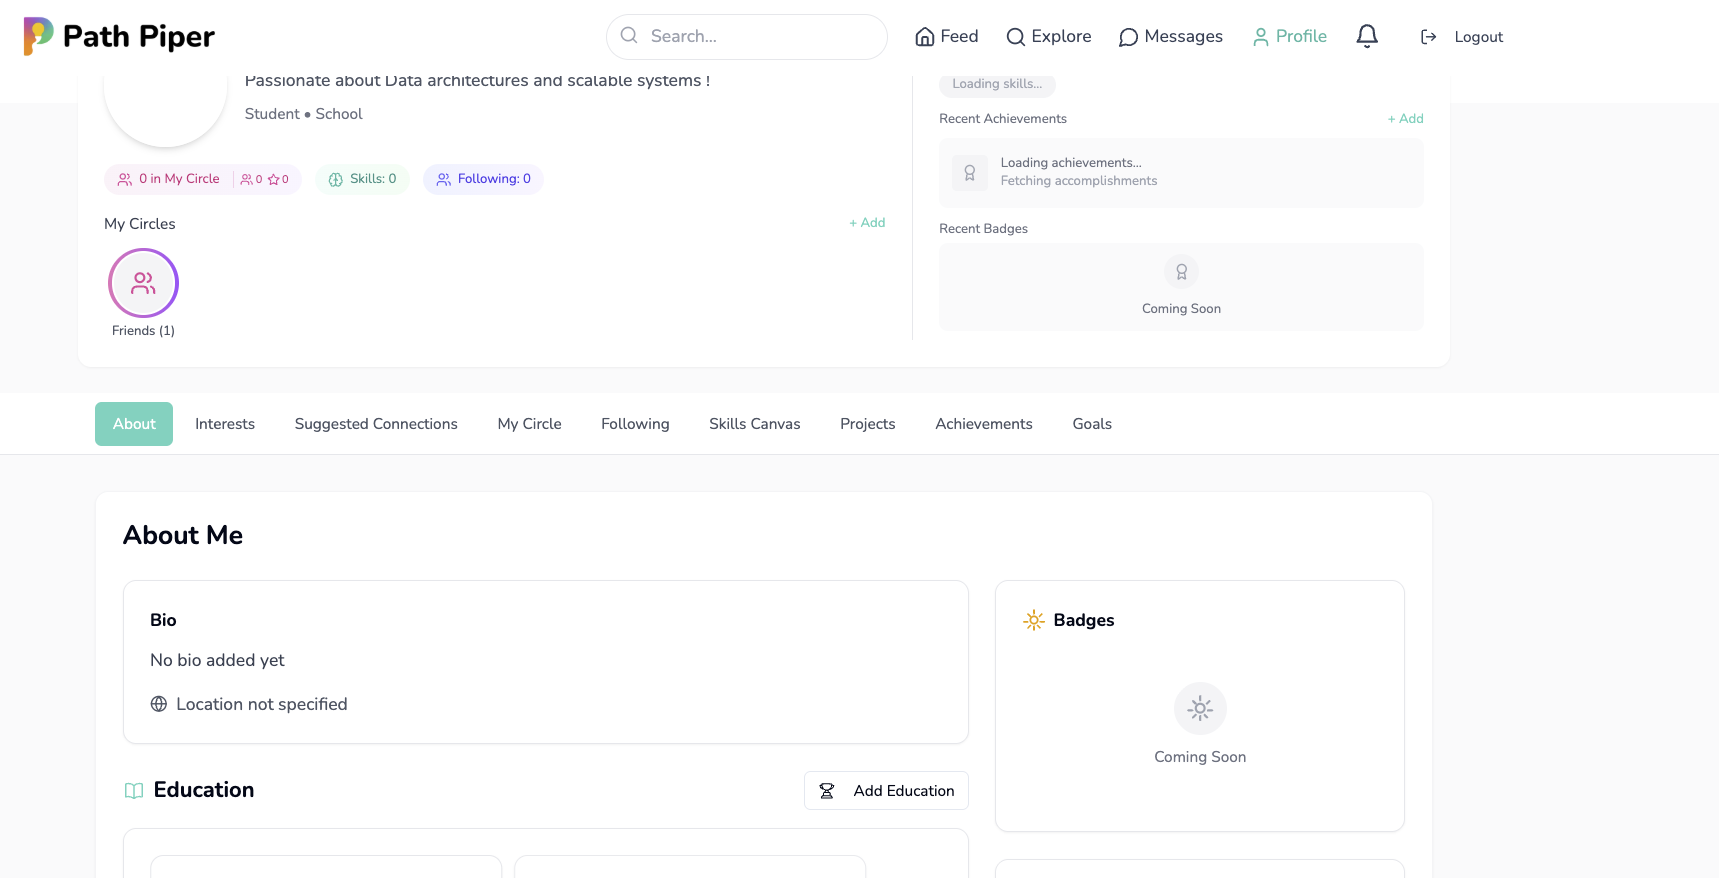 Path Piper
Search...
Feed
Explore
Messages
Profile
Logout
Passionate about Data architectures and scalable systems !
Student • School
0 in My Circle
0
0
Skills: 0
Following: 0
My Circles
+ Add
Friends (1)
Loading skills...
Recent Achievements
+ Add
Loading achievements...
Fetching accomplishments
Recent Badges
Coming Soon
About
Interests
Suggested Connections
My Circle
Following
Skills Canvas
Projects
Achievements
Goals
About Me
Bio
No bio added yet
Location not specified
Badges
Coming Soon
Education
Add Education